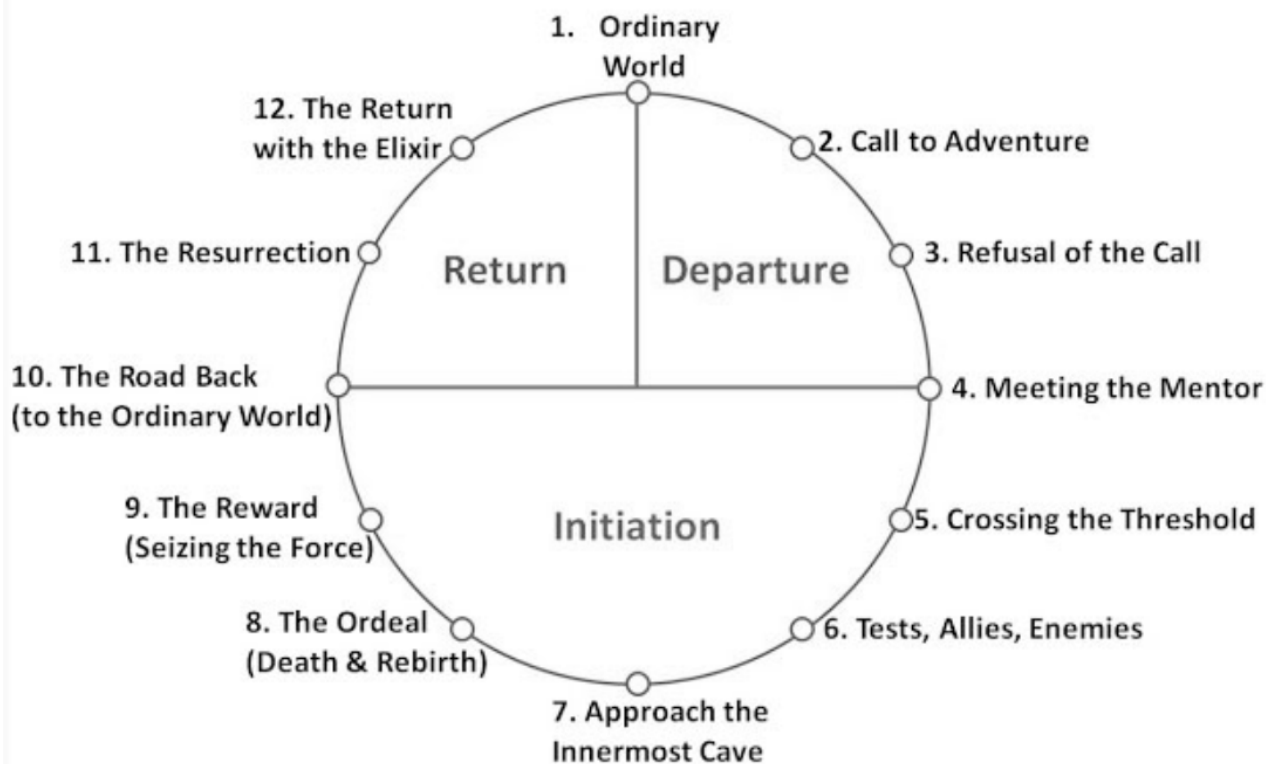 1. Ordinary
World
2. Call to Adventure
3. Refusal of the Call
4. Meeting the Mentor
5. Crossing the Threshold
6. Tests, Allies, Enemies
7. Approach the
Innermost Cave
8. The Ordeal
(Death & Rebirth)
9. The Reward
(Seizing the Force)
10. The Road Back
(to the Ordinary World)
11. The Resurrection
12. The Return
with the Elixir
Return
Departure
Initiation